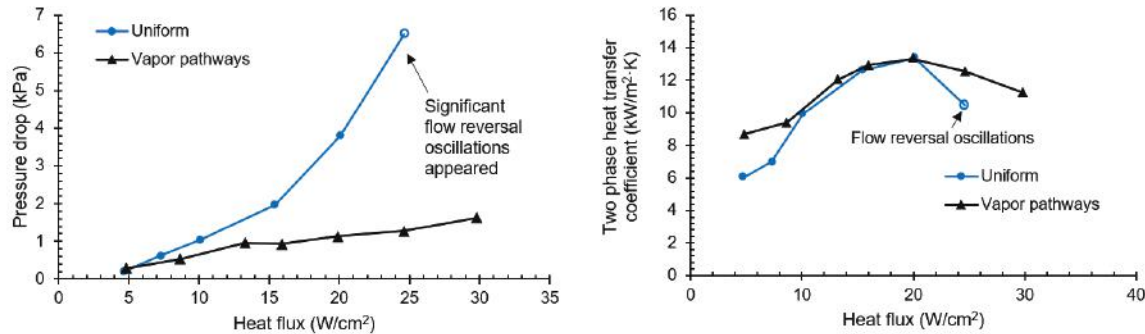 7
6
5
4
3
2
1
0
Pressure drop (kPa)
Uniform
Vapor pathways
Significant
flow reversal
oscillations
appeared
0 5 10 15 20 25 30 35
Heat flux (W/cm²)
16
14
12
10
8
6
4
2
0
Two phase heat transfer
coefficient (kW/m²·K)
Flow reversal oscillations
Uniform
Vapor pathways
0 10 20 30 40
Heat flux (W/cm²)